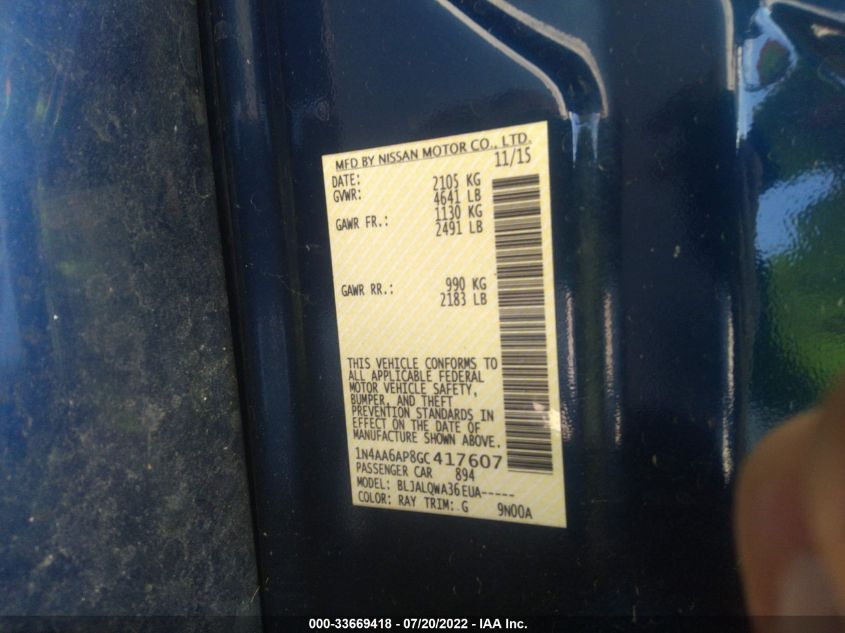 MFD BY NISSAN MOTOR CO., LTD.
DATE: 11/15
GVWR: 2105 KG
4641 LB
GAWR FR.: 1130 KG
2491 LB
GAWR RR.: 990 KG
2183 LB
THIS VEHICLE CONFORMS TO
ALL APPLICABLE FEDERAL
MOTOR VEHICLE SAFETY,
BUMPER, AND THEFT
PREVENTION STANDARDS IN
EFFECT ON THE DATE OF
MANUFACTURE SHOWN ABOVE.
1N4AA6AP8GC417607
PASSENGER CAR 894
MODEL: BLJALQWA36EUA-----
COLOR: RAY TRIM: G 9N00A
000-33669418 - 07/20/2022 - IAA Inc.